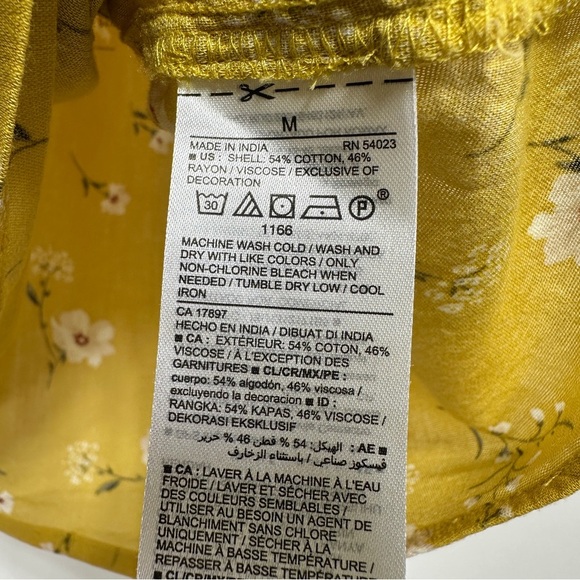 M
MADE IN INDIA RN 54023
■ US : SHELL: 54% COTTON, 46%
RAYON / VISCOSE / EXCLUSIVE OF
DECORATION
30 P ®
1166
MACHINE WASH COLD / WASH AND
DRY WITH LIKE COLORS / ONLY
NON-CHLORINE BLEACH WHEN
NEEDED / TUMBLE DRY LOW / COOL
IRON
CA 17897
HECHO EN INDIA / DIBUAT DI INDIA
■ CA : EXTÉRIEUR: 54% COTON, 46%
VISCOSE / À L'EXCEPTION DES
GARNITURES ■ CL/CR/MX/PE :
cuerpo: 54% algodón, 46% viscosa /
excluyendo la decoracion ■ ID :
RANGKA: 54% KAPAS, 46% VISCOSE /
DEKORASI EKSKLUSIF
■ AE : الهيكل: 54 % قطن 46 % حرير
فيسكوز صناعي / باستثناء الزخارف
■ CA : LAVER À LA MACHINE À L'EAU
FROIDE / LAVER ET SÉCHER AVEC
DES COULEURS SEMBLABLES /
UTILISER AU BESOIN UN AGENT DE
BLANCHIMENT SANS CHLORE
UNIQUEMENT / SÉCHER À LA
MACHINE À BASSE TEMPÉRATURE /
REPASSER À BASSE TEMPÉRATURE
■ CL/CR/MX/PE :